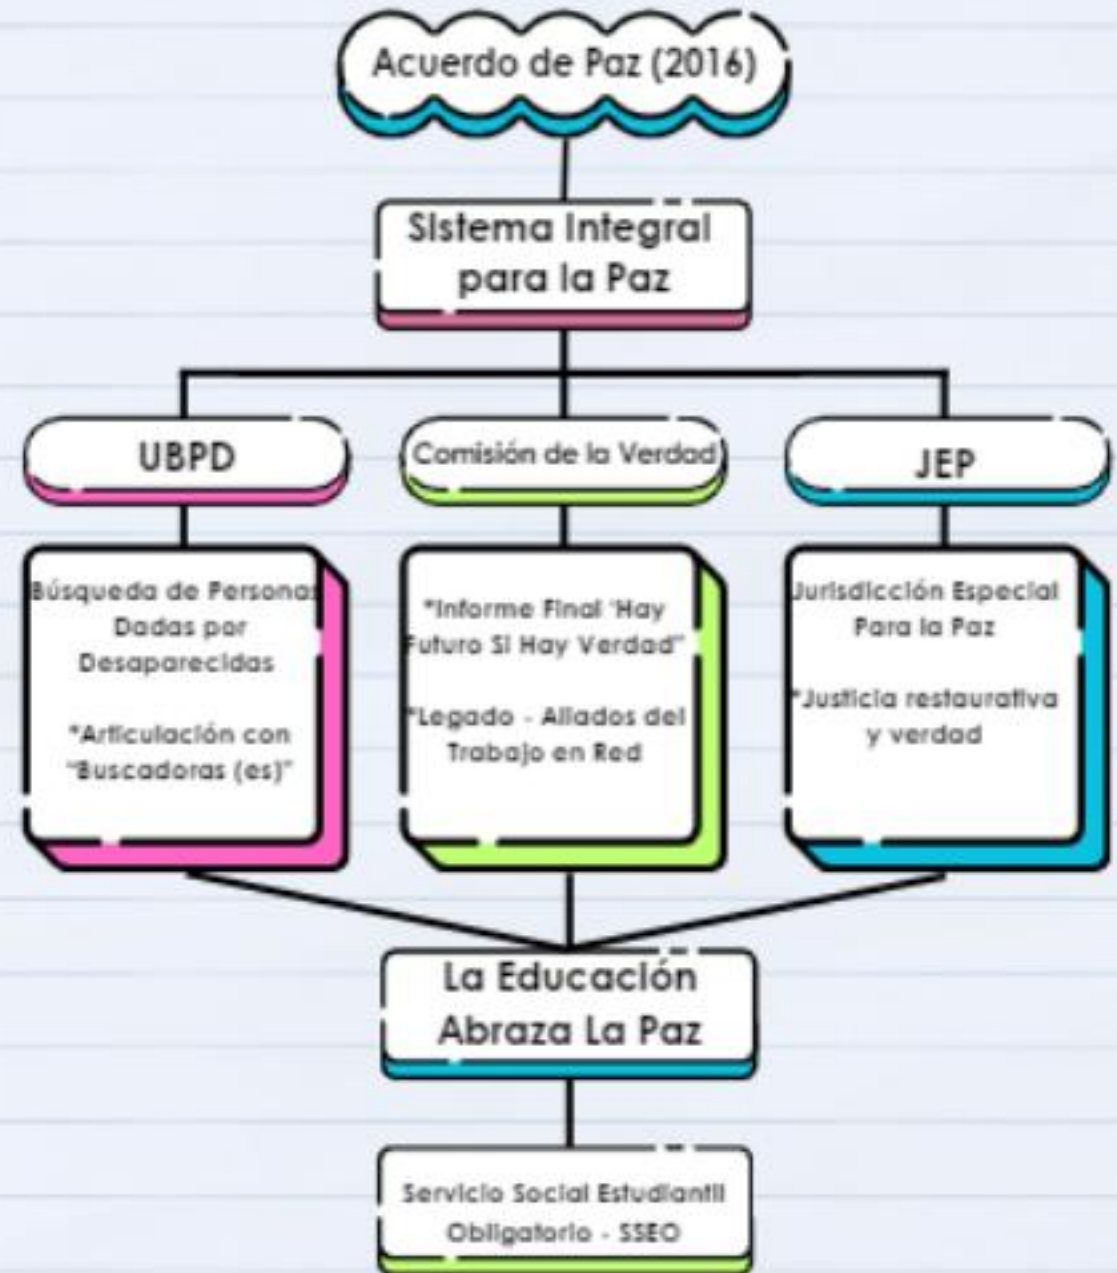 Acuerdo de Paz (2016)
Sistema Integral
para la Paz
UBPD
Comisión de la Verdad
JEP
Búsqueda de Personas
Dadas por
Desaparecidas
*Articulación con
"Buscadoras (es)"
*Informe Final "Hay
Futuro Si Hay Verdad"
*Legado - Aliados del
Trabajo en Red
Jurisdicción Especial
Para la Paz
*Justicia restaurativa
y verdad
La Educación
Abraza La Paz
Servicio Social Estudiantil
Obligatorio - SSEO